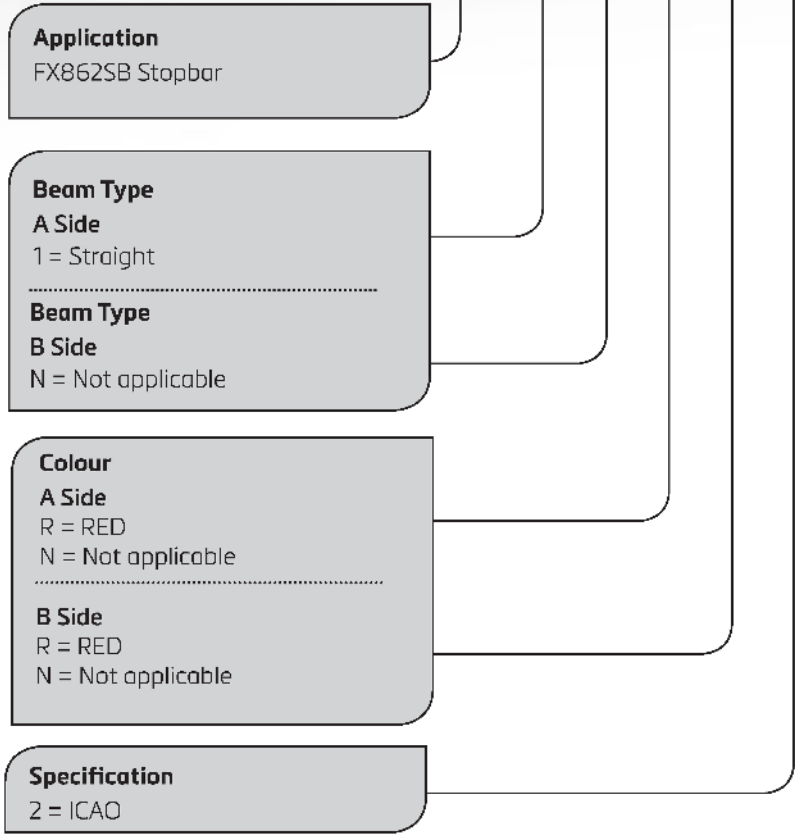 Application
FX862SB Stopbar
Beam Type
A Side
1 = Straight
Beam Type
B Side
N = Not applicable
Colour
A Side
R = RED
N = Not applicable
B Side
R = RED
N = Not applicable
Specification
2 = ICAO